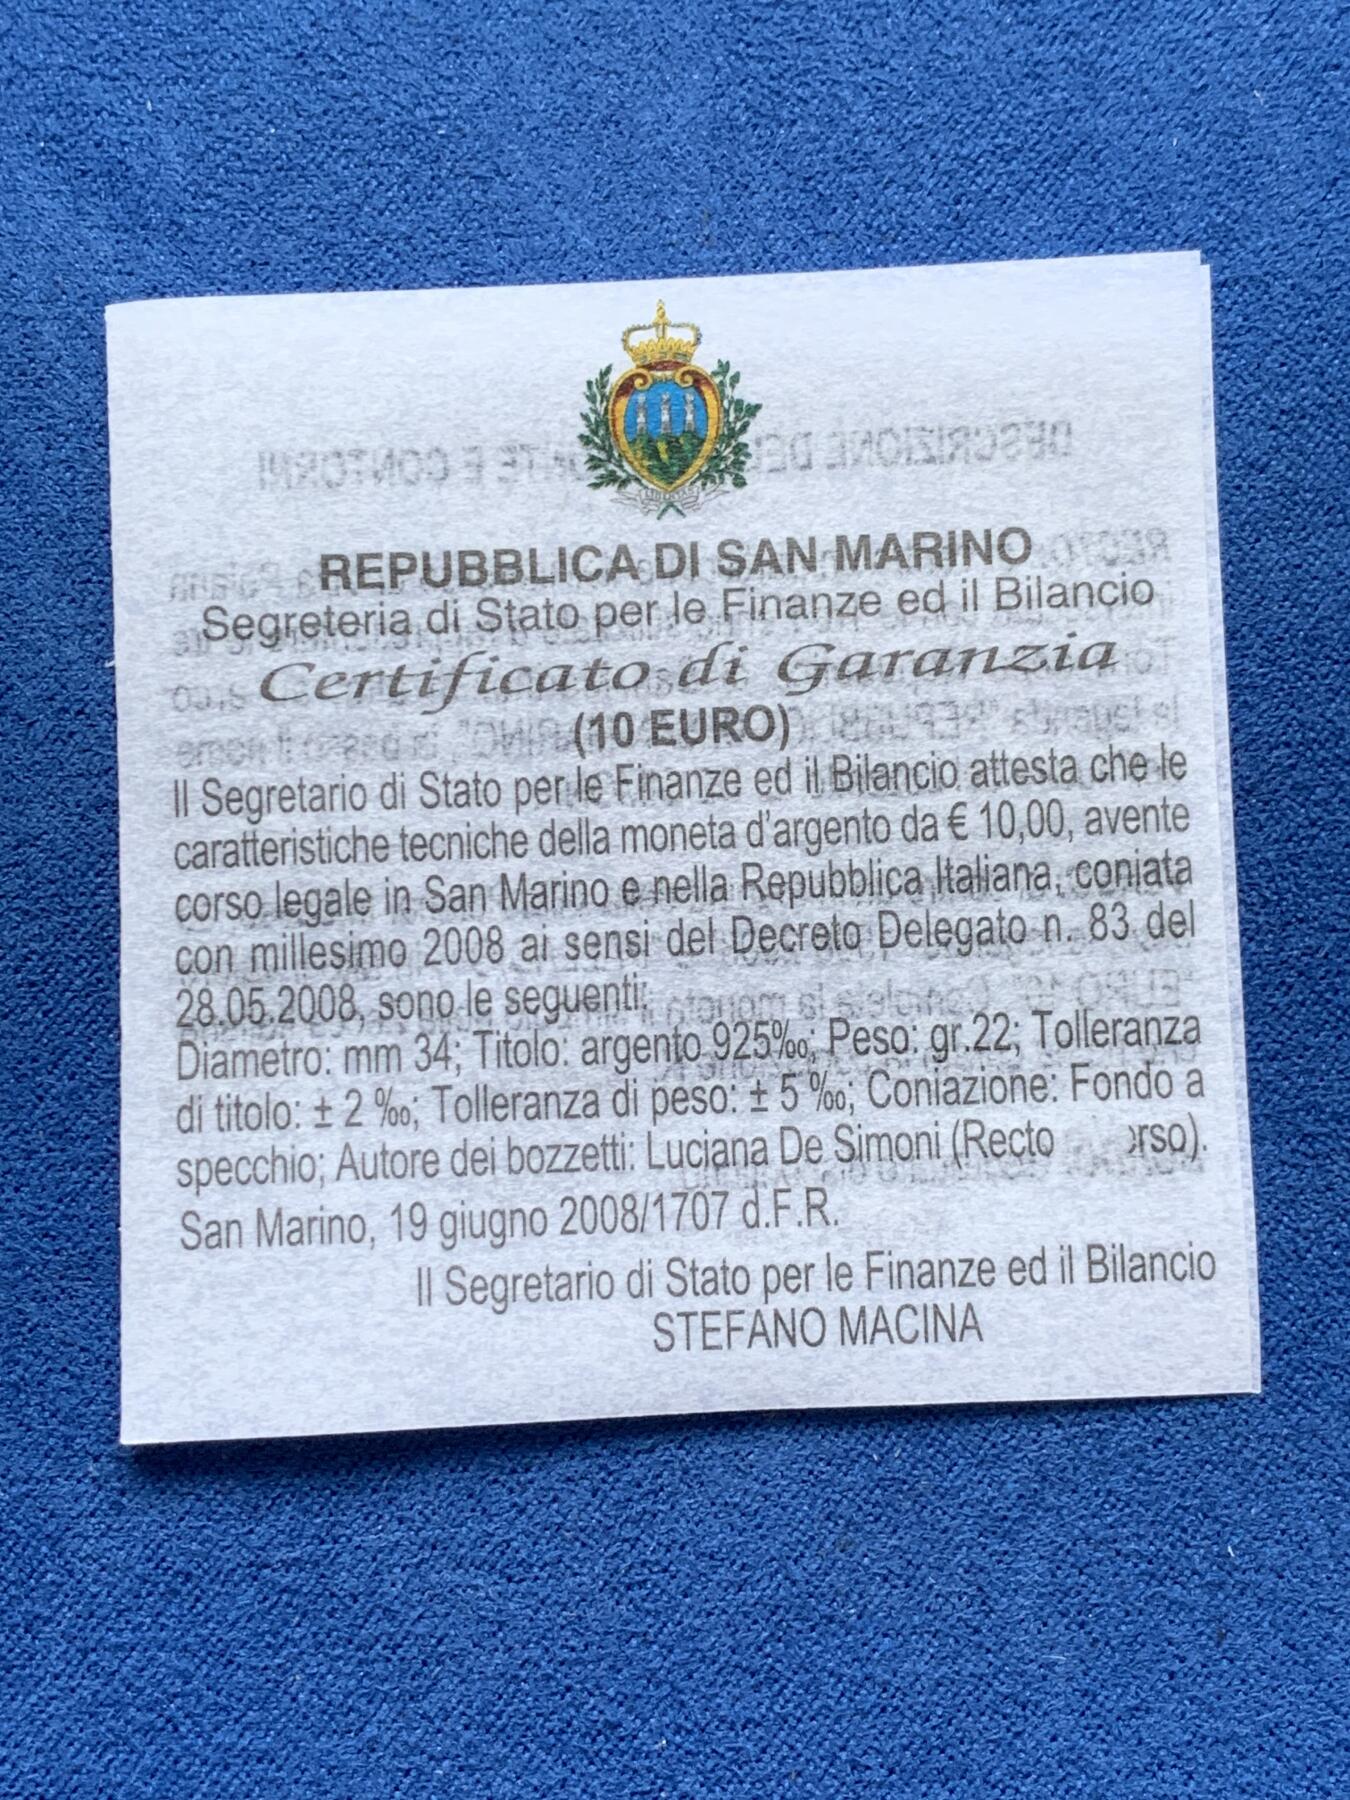 LIBERTAS
REPUBBLICA DI SAN MARINO
Segreteria di Stato per le Finanze ed il Bilancio
Certificato di Garanzia
(10 EURO)
Il Segretario di Stato per le Finanze ed il Bilancio attesta che le
caratteristiche tecniche della moneta d'argento da € 10,00, avente
corso legale in San Marino e nella Repubblica Italiana, coniata
con millesimo 2008 ai sensi del Decreto Delegato n. 83 del
28.05.2008, sono le seguenti:
Diametro: mm 34; Titolo: argento 925‰; Peso: gr.22; Tolleranza
di titolo: ± 2 ‰; Tolleranza di peso: ± 5 ‰; Coniazione: Fondo a
specchio; Autore dei bozzetti: Luciana De Simoni (Recto
San Marino, 19 giugno 2008/1707 d.F.R.
Il Segretario di Stato per le Finanze ed il Bilancio
STEFANO MACINA